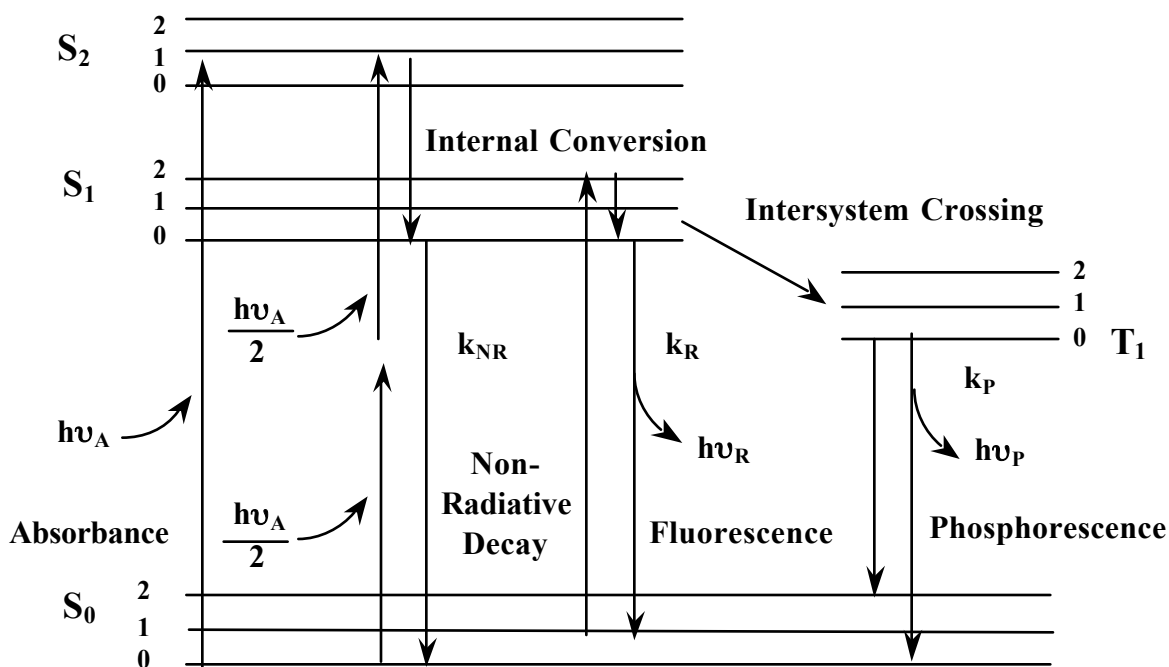 S₂
2
1
0
Internal Conversion
S₁
2
1
0
Intersystem Crossing
2
1
0
T₁
hυ_A
2
k_NR
k_R
k_P
hυ_A
hυ_R
hυ_P
Non-
Radiative
Decay
Absorbance
hυ_A
2
Fluorescence
Phosphorescence
S₀
2
1
0